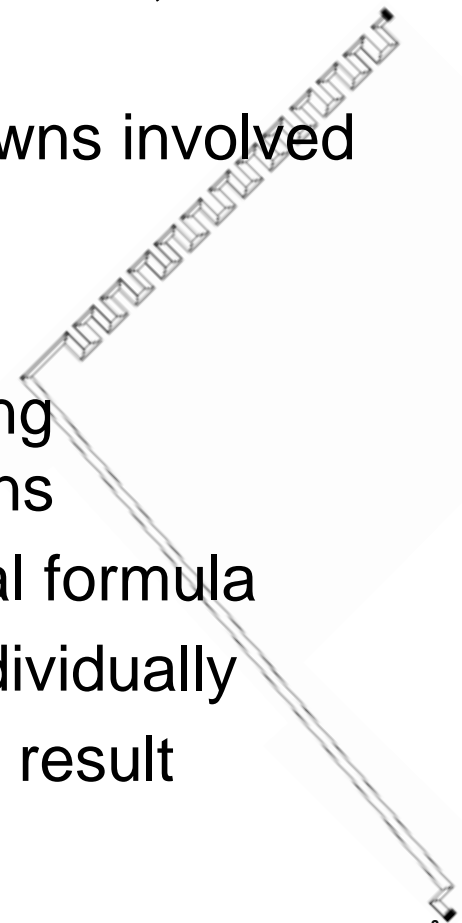 wns involved
ng
ns
al formula
dividually
result